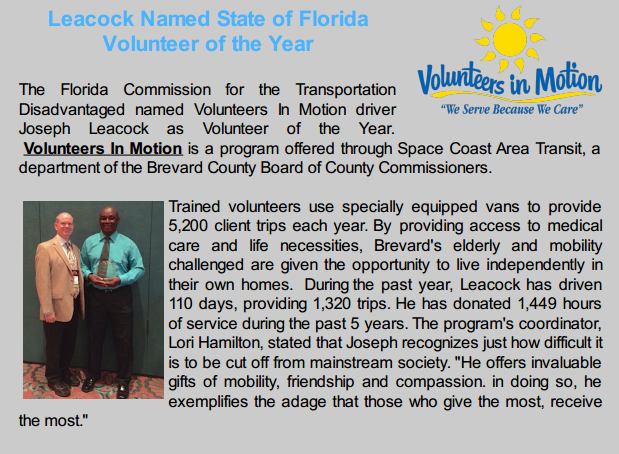 Leacock Named State of Florida
Volunteer of the Year
Volunteers in Motion
"We Serve Because We Care"
The Florida Commission for the Transportation
Disadvantaged named Volunteers In Motion driver
Joseph Leacock as Volunteer of the Year.
Volunteers In Motion is a program offered through Space Coast Area Transit, a
department of the Brevard County Board of County Commissioners.
Trained volunteers use specially equipped vans to provide
5,200 client trips each year. By providing access to medical
care and life necessities, Brevard's elderly and mobility
challenged are given the opportunity to live independently in
their own homes. During the past year, Leacock has driven
110 days, providing 1,320 trips. He has donated 1,449 hours
of service during the past 5 years. The program's coordinator,
Lori Hamilton, stated that Joseph recognizes just how difficult it
is to be cut off from mainstream society. "He offers invaluable
gifts of mobility, friendship and compassion. in doing so, he
exemplifies the adage that those who give the most, receive
the most."